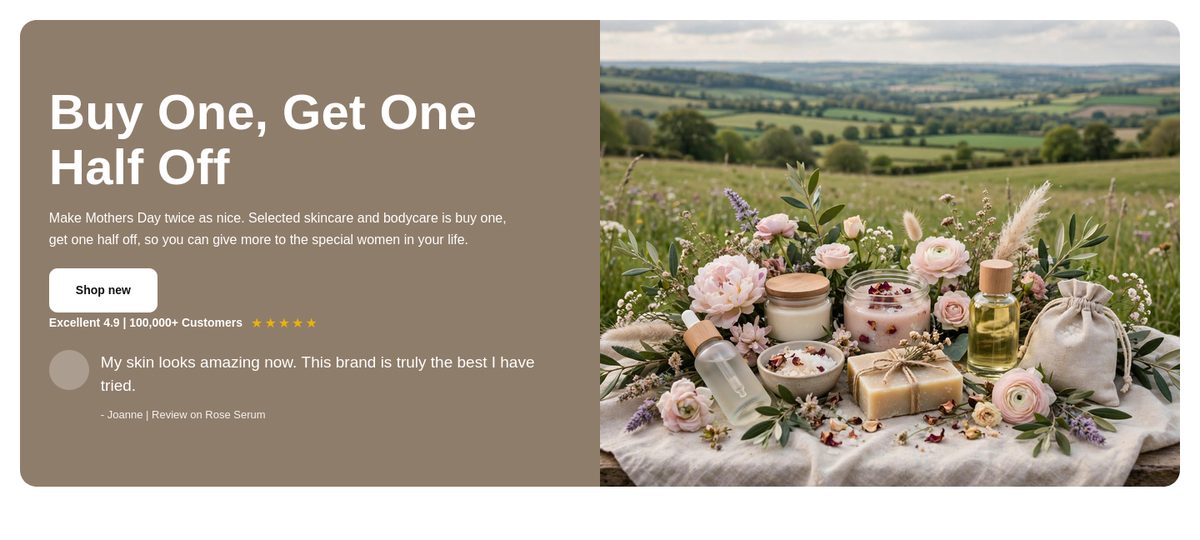 Buy One, Get One
Half Off
Make Mothers Day twice as nice. Selected skincare and bodycare is buy one,
get one half off, so you can give more to the special women in your life.
Shop new
Excellent 4.9 | 100,000+ Customers ★★★★★
My skin looks amazing now. This brand is truly the best I have
tried.
- Joanne | Review on Rose Serum